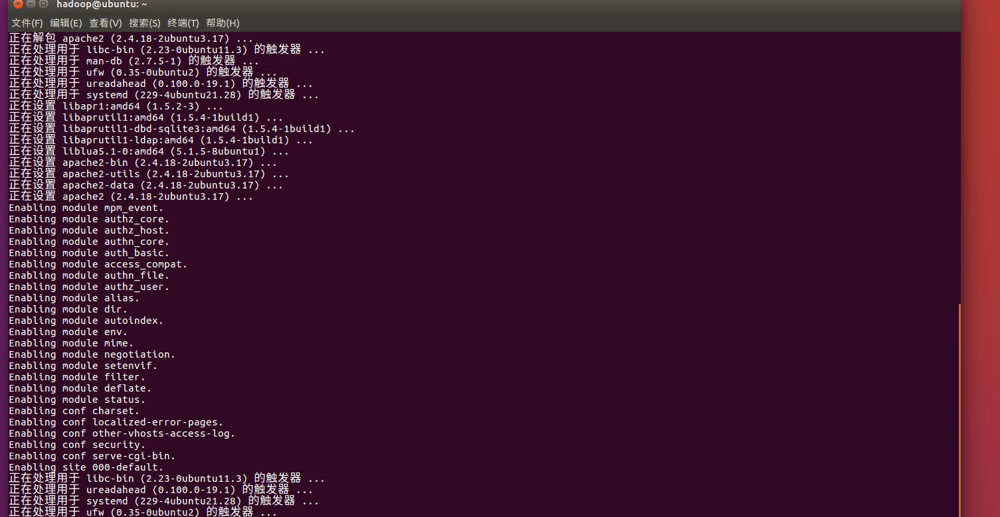 hadoop@ubuntu: ~
文件(F) 编辑(E) 查看(V) 搜索(S) 终端(T) 帮助(H)
正在解包 apache2 (2.4.18-2ubuntu3.17) ...
正在处理用于 libc-bin (2.23-0ubuntu11.3) 的触发器 ...
正在处理用于 man-db (2.7.5-1) 的触发器 ...
正在处理用于 ufw (0.35-0ubuntu2) 的触发器 ...
正在处理用于 ureadahead (0.100.0-19.1) 的触发器 ...
正在处理用于 systemd (229-4ubuntu21.28) 的触发器 ...
正在设置 libapr1:amd64 (1.5.2-3) ...
正在设置 libaprutil1:amd64 (1.5.4-1build1) ...
正在设置 libaprutil1-dbd-sqlite3:amd64 (1.5.4-1build1) ...
正在设置 libaprutil1-ldap:amd64 (1.5.4-1build1) ...
正在设置 liblua5.1-0:amd64 (5.1.5-8ubuntu1) ...
正在设置 apache2-bin (2.4.18-2ubuntu3.17) ...
正在设置 apache2-utils (2.4.18-2ubuntu3.17) ...
正在设置 apache2-data (2.4.18-2ubuntu3.17) ...
正在设置 apache2 (2.4.18-2ubuntu3.17) ...
Enabling module mpm_event.
Enabling module authz_core.
Enabling module authz_host.
Enabling module authn_core.
Enabling module auth_basic.
Enabling module access_compat.
Enabling module authn_file.
Enabling module authz_user.
Enabling module alias.
Enabling module dir.
Enabling module autoindex.
Enabling module env.
Enabling module mime.
Enabling module negotiation.
Enabling module setenvif.
Enabling module filter.
Enabling module deflate.
Enabling module status.
Enabling conf charset.
Enabling conf localized-error-pages.
Enabling conf other-vhosts-access-log.
Enabling conf security.
Enabling conf serve-cgi-bin.
Enabling site 000-default.
正在处理用于 libc-bin (2.23-0ubuntu11.3) 的触发器 ...
正在处理用于 ureadahead (0.100.0-19.1) 的触发器 ...
正在处理用于 systemd (229-4ubuntu21.28) 的触发器 ...
正在处理用于 ufw (0.35-0ubuntu2) 的触发器 ...